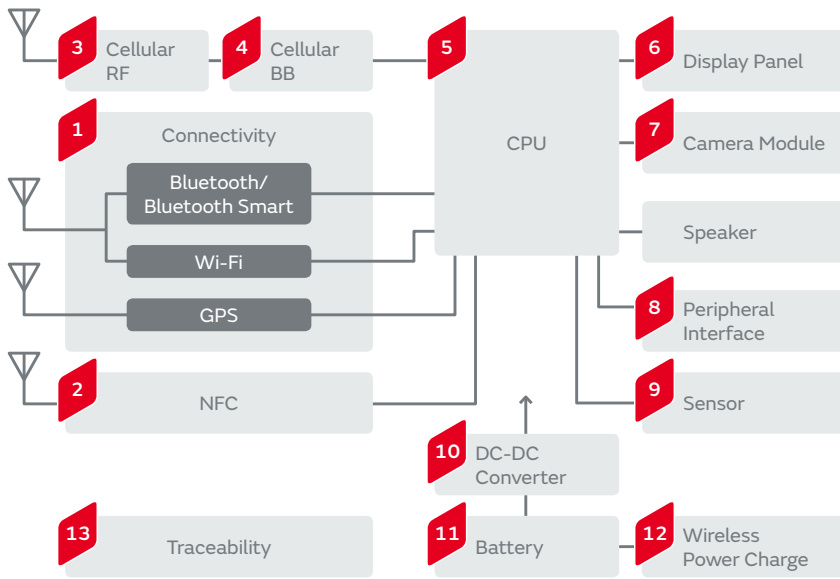 3
Cellular
RF
4
Cellular
BB
5
CPU
6
Display Panel
1
Connectivity
7
Camera Module
Bluetooth/
Bluetooth Smart
Speaker
Wi-Fi
GPS
8
Peripheral
Interface
2
NFC
9
Sensor
10
DC-DC
Converter
13
Traceability
11
Battery
12
Wireless
Power Charge